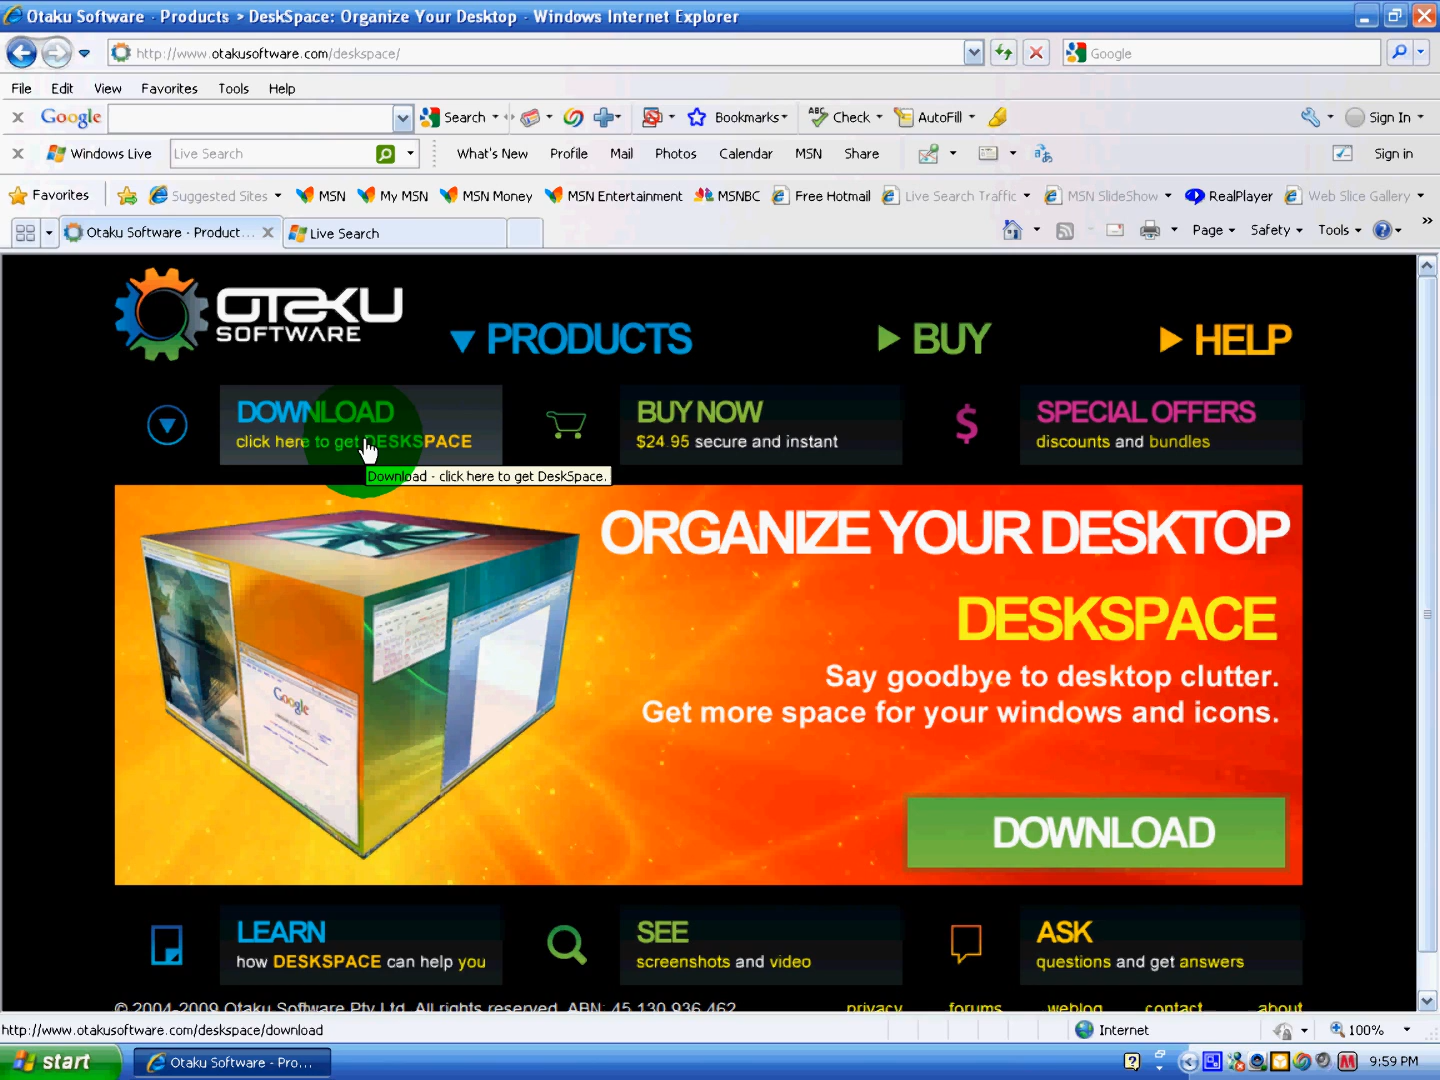 Otaku Software - Products > DeskSpace: Organize Your Desktop - Windows Internet Explorer
http://www.otakusoftware.com/deskspace/
Google
File Edit View Favorites Tools Help
x Google Search Bookmarks ABC Check AutoFill Sign In
x Windows Live Live Search What's New Profile Mail Photos Calendar MSN Share Sign in
Favorites Suggested Sites MSN My MSN MSN Money MSN Entertainment MSNBC Free Hotmail Live Search Traffic MSN SlideShow RealPlayer Web Slice Gallery
Otaku Software - Product... Live Search Page Safety Tools
OTAKU
SOFTWARE
PRODUCTS BUY HELP
DOWNLOAD
click here to get DESKSPACE
BUY NOW
$24.95 secure and instant
$
SPECIAL OFFERS
discounts and bundles
Download - click here to get DeskSpace.
Google
ORGANIZE YOUR DESKTOP
DESKSPACE
Say goodbye to desktop clutter.
Get more space for your windows and icons.
DOWNLOAD
LEARN
how DESKSPACE can help you
SEE
screenshots and video
ASK
questions and get answers
© 2004-2009 Otaku Software Pty Ltd. All rights reserved. ABN: 45 130 936 462 privacy forums weblog contact about
http://www.otakusoftware.com/deskspace/download Internet 100%
start Otaku Software - Pro... 9:59 PM